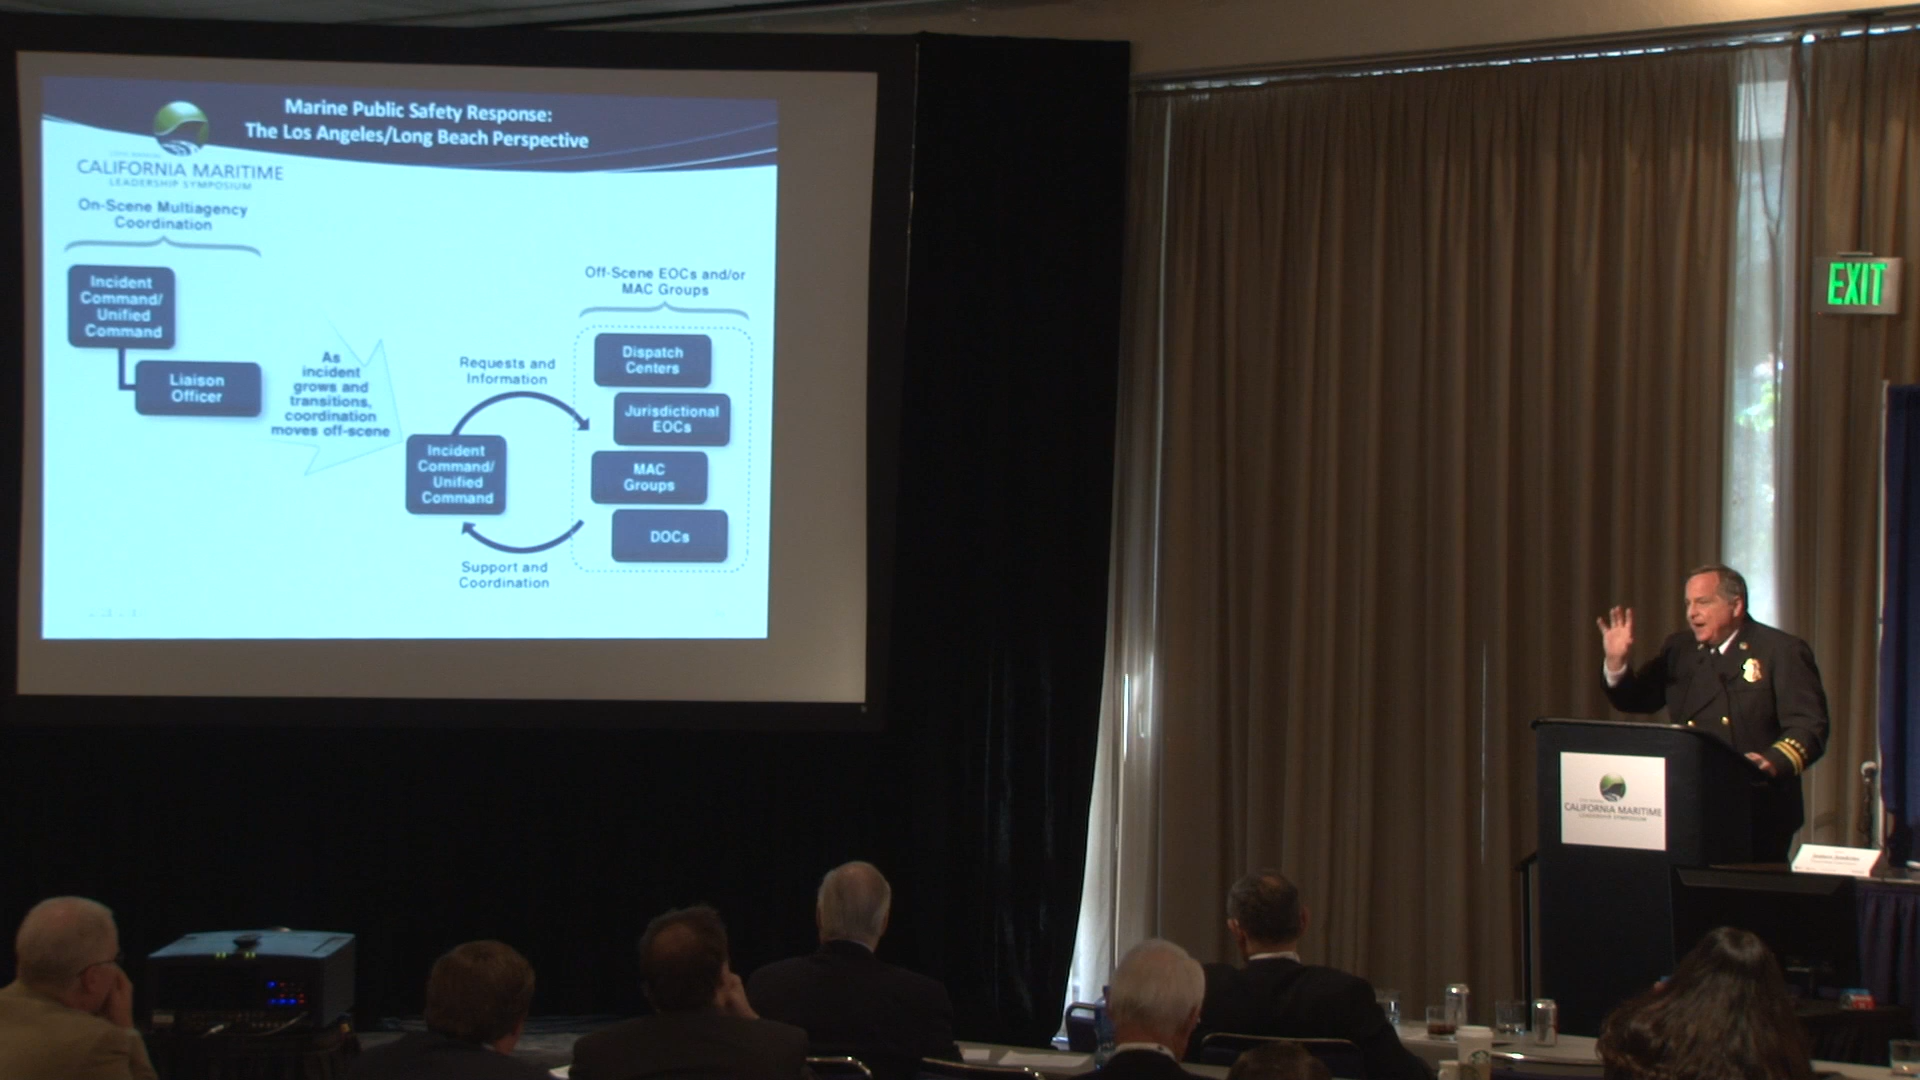 Marine Public Safety Response:
The Los Angeles/Long Beach Perspective
CALIFORNIA MARITIME
LEADERSHIP SYMPOSIUM
On-Scene Multiagency
Coordination
Incident
Command/
Unified
Command
Liaison
Officer
As
incident
grows and
transitions,
coordination
moves off-scene
Requests and
Information
Incident
Command/
Unified
Command
Support and
Coordination
Off-Scene EOCs and/or
MAC Groups
Dispatch
Centers
Jurisdictional
EOCs
MAC
Groups
DOCs
EXIT
CALIFORNIA MARITIME
LEADERSHIP SYMPOSIUM